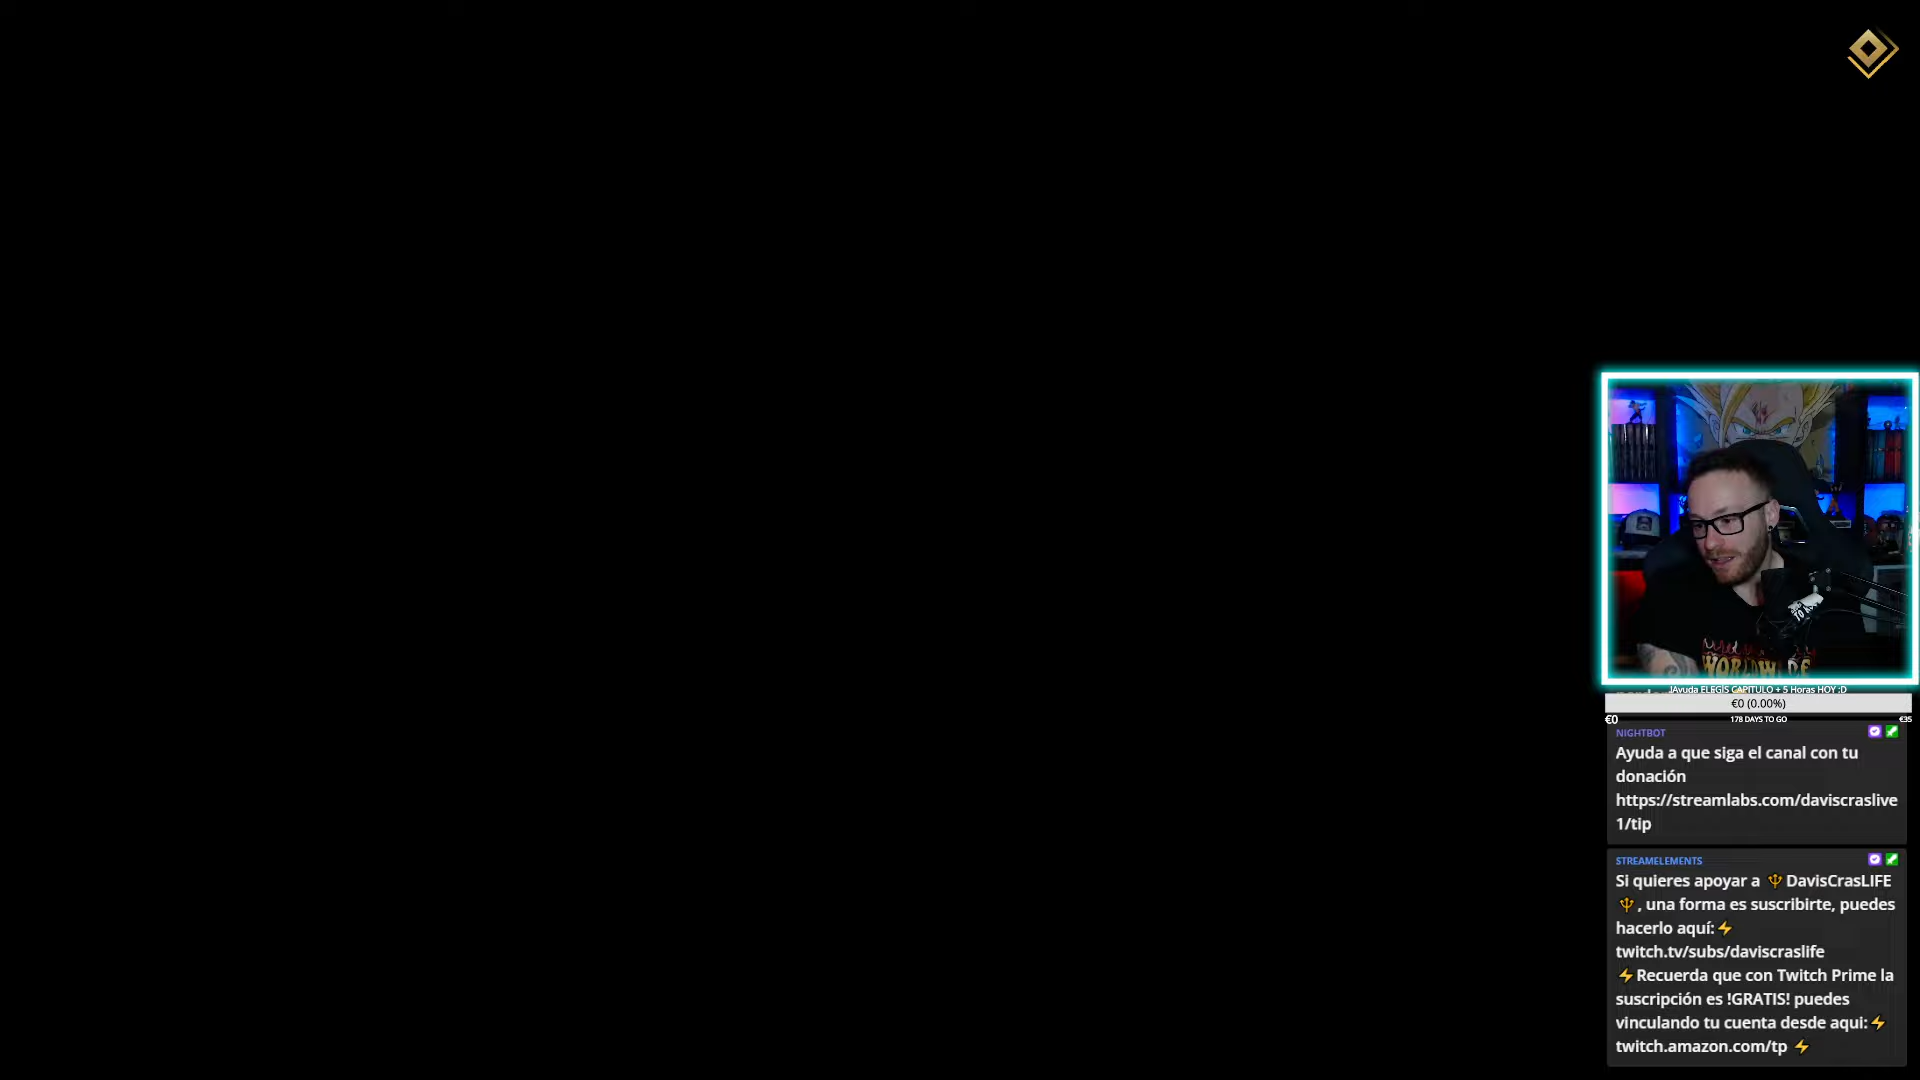 WORLDWIDE
!Ayuda ELEGÍS CAPITULO + 5 Horas HOY :D
€0 (0.00%)
€0
178 DAYS TO GO
€35
NIGHTBOT
Ayuda a que siga el canal con tu
donación
https://streamlabs.com/daviscraslive
1/tip
STREAMELEMENTS
Si quieres apoyar a 🔱DavisCrasLIFE
🔱, una forma es suscribirte, puedes
hacerlo aquí:⚡
twitch.tv/subs/daviscraslife
⚡Recuerda que con Twitch Prime la
suscripción es !GRATIS! puedes
vinculando tu cuenta desde aqui:⚡
twitch.amazon.com/tp ⚡